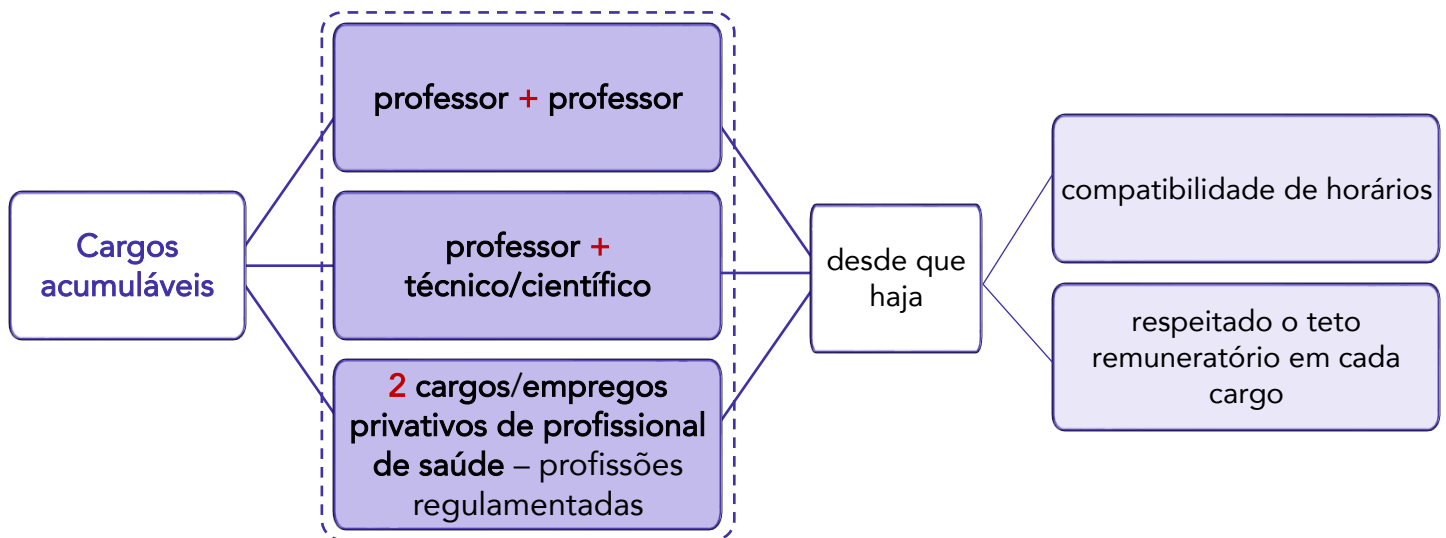 Cargos
acumuláveis
professor + professor
professor +
técnico/científico
2 cargos/empregos
privativos de profissional
de saúde – profissões
regulamentadas
desde que
haja
compatibilidade de horários
respeitado o teto
remuneratório em cada
cargo